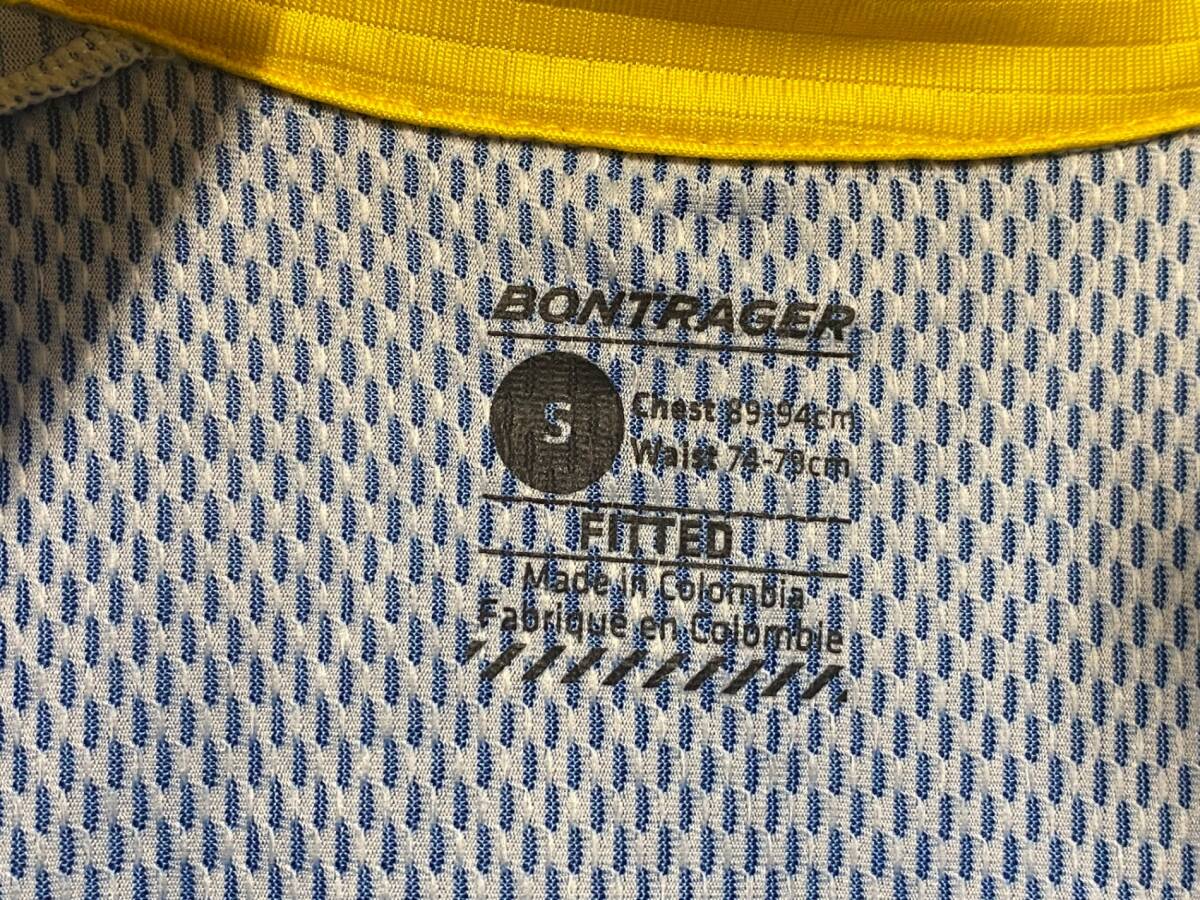 BONTRAGER
S
Chest 89-94cm
Waist 74-79cm
FITTED
Made in Colombia
Fabriqué en Colombie